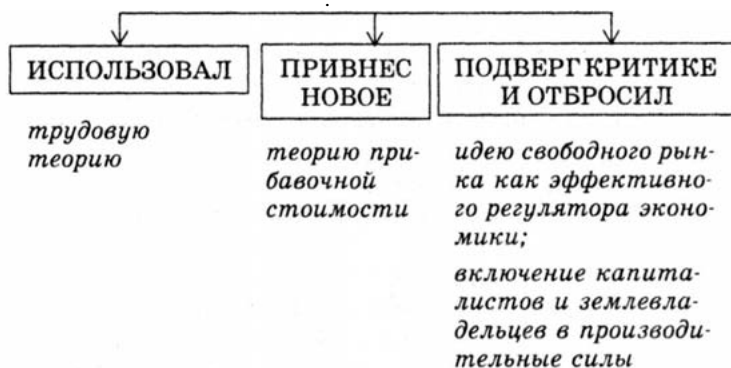 ИСПОЛЬЗОВАЛ
трудовую
теорию
ПРИВНЕС
НОВОЕ
теорию при-
бавочной
стоимости
ПОДВЕРГ КРИТИКЕ
И ОТБРОСИЛ
идею свободного рын-
ка как эффективно-
го регулятора эконо-
мики;
включение капита-
листов и землевла-
дельцев в производи-
тельные силы